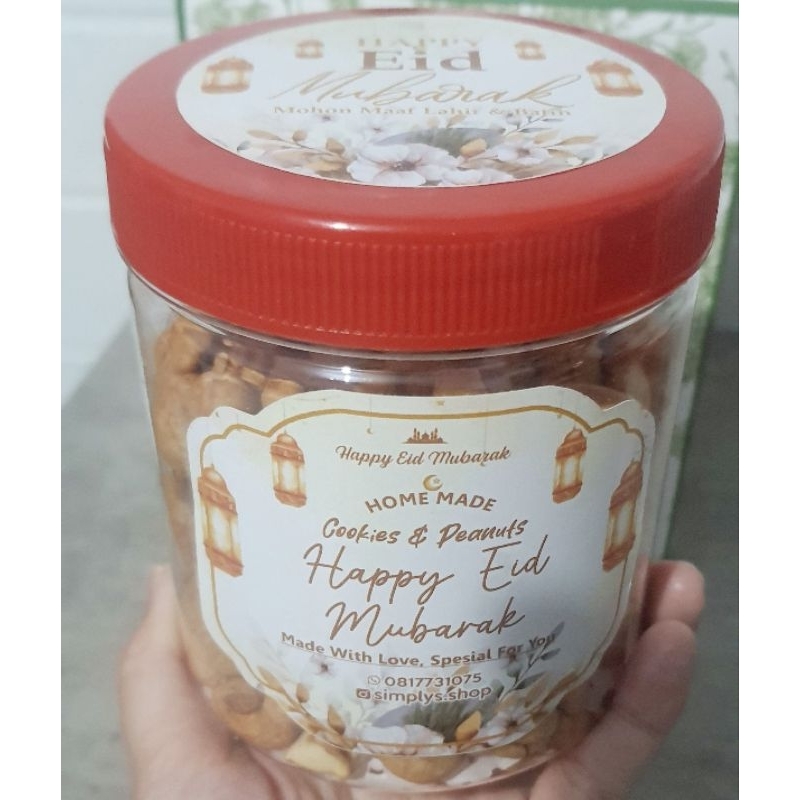 HAPPY
Eid
Mubarak
Mohon Maaf Lahir & Batin
Happy Eid Mubarak
HOME MADE
Cookies & Peanuts
Happy Eid
Mubarak
Made With Love, Spesial For You
0817731075
simplys.shop